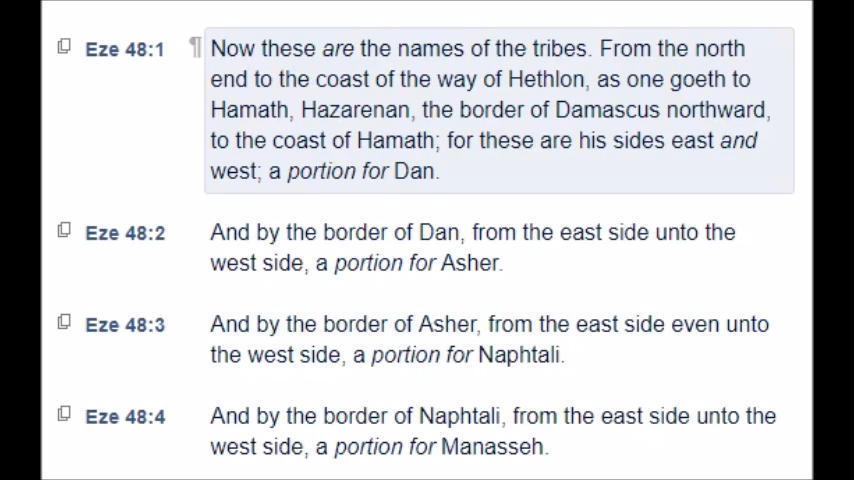 Eze 48:1 ¶ Now these are the names of the tribes. From the north
end to the coast of the way of Hethlon, as one goeth to
Hamath, Hazarenan, the border of Damascus northward,
to the coast of Hamath; for these are his sides east and
west; a portion for Dan.
Eze 48:2 And by the border of Dan, from the east side unto the
west side, a portion for Asher.
Eze 48:3 And by the border of Asher, from the east side even unto
the west side, a portion for Naphtali.
Eze 48:4 And by the border of Naphtali, from the east side unto the
west side, a portion for Manasseh.